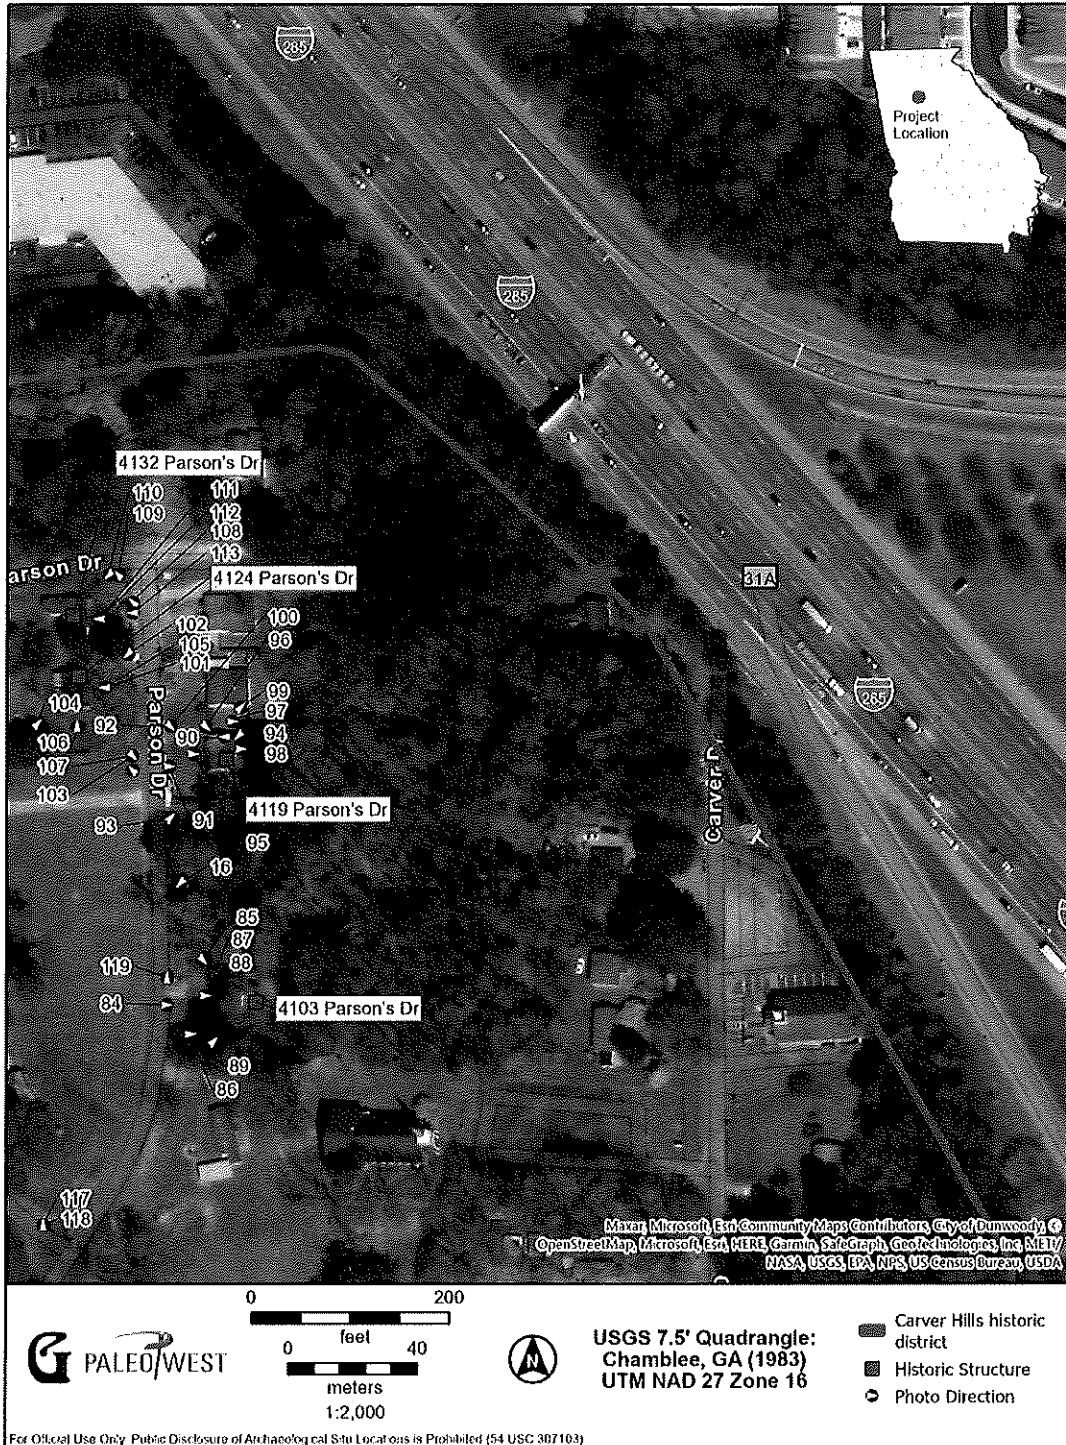 285
Project
Location
285
4132 Parson's Dr
110
111
109
112
108
113
arson Dr
4124 Parson's Dr
31A
102
100
105
96
101
104
Parson Dr
99
285
92
90
97
106
94
107
98
103
Carver D
4119 Parson's Dr
93
91
95
16
85
87
119
88
84
4103 Parson's Dr
89
86
117
118
Maxar, Microsoft, Esri Community Maps Contributors, City of Dunwoody, ©
OpenStreetMap, Microsoft, Esri, HERE, Garmin, SafeGraph, GeoTechnologies, Inc, METI/
NASA, USGS, EPA, NPS, US Census Bureau, USDA
0 200
feet
0 40
meters
1:2,000
G PALEOWEST
N
USGS 7.5' Quadrangle:
Chamblee, GA (1983)
UTM NAD 27 Zone 16
Carver Hills historic
district
Historic Structure
Photo Direction
For Official Use Only. Public Disclosure of Archaeological Site Locations is Prohibited (54 USC 307103)